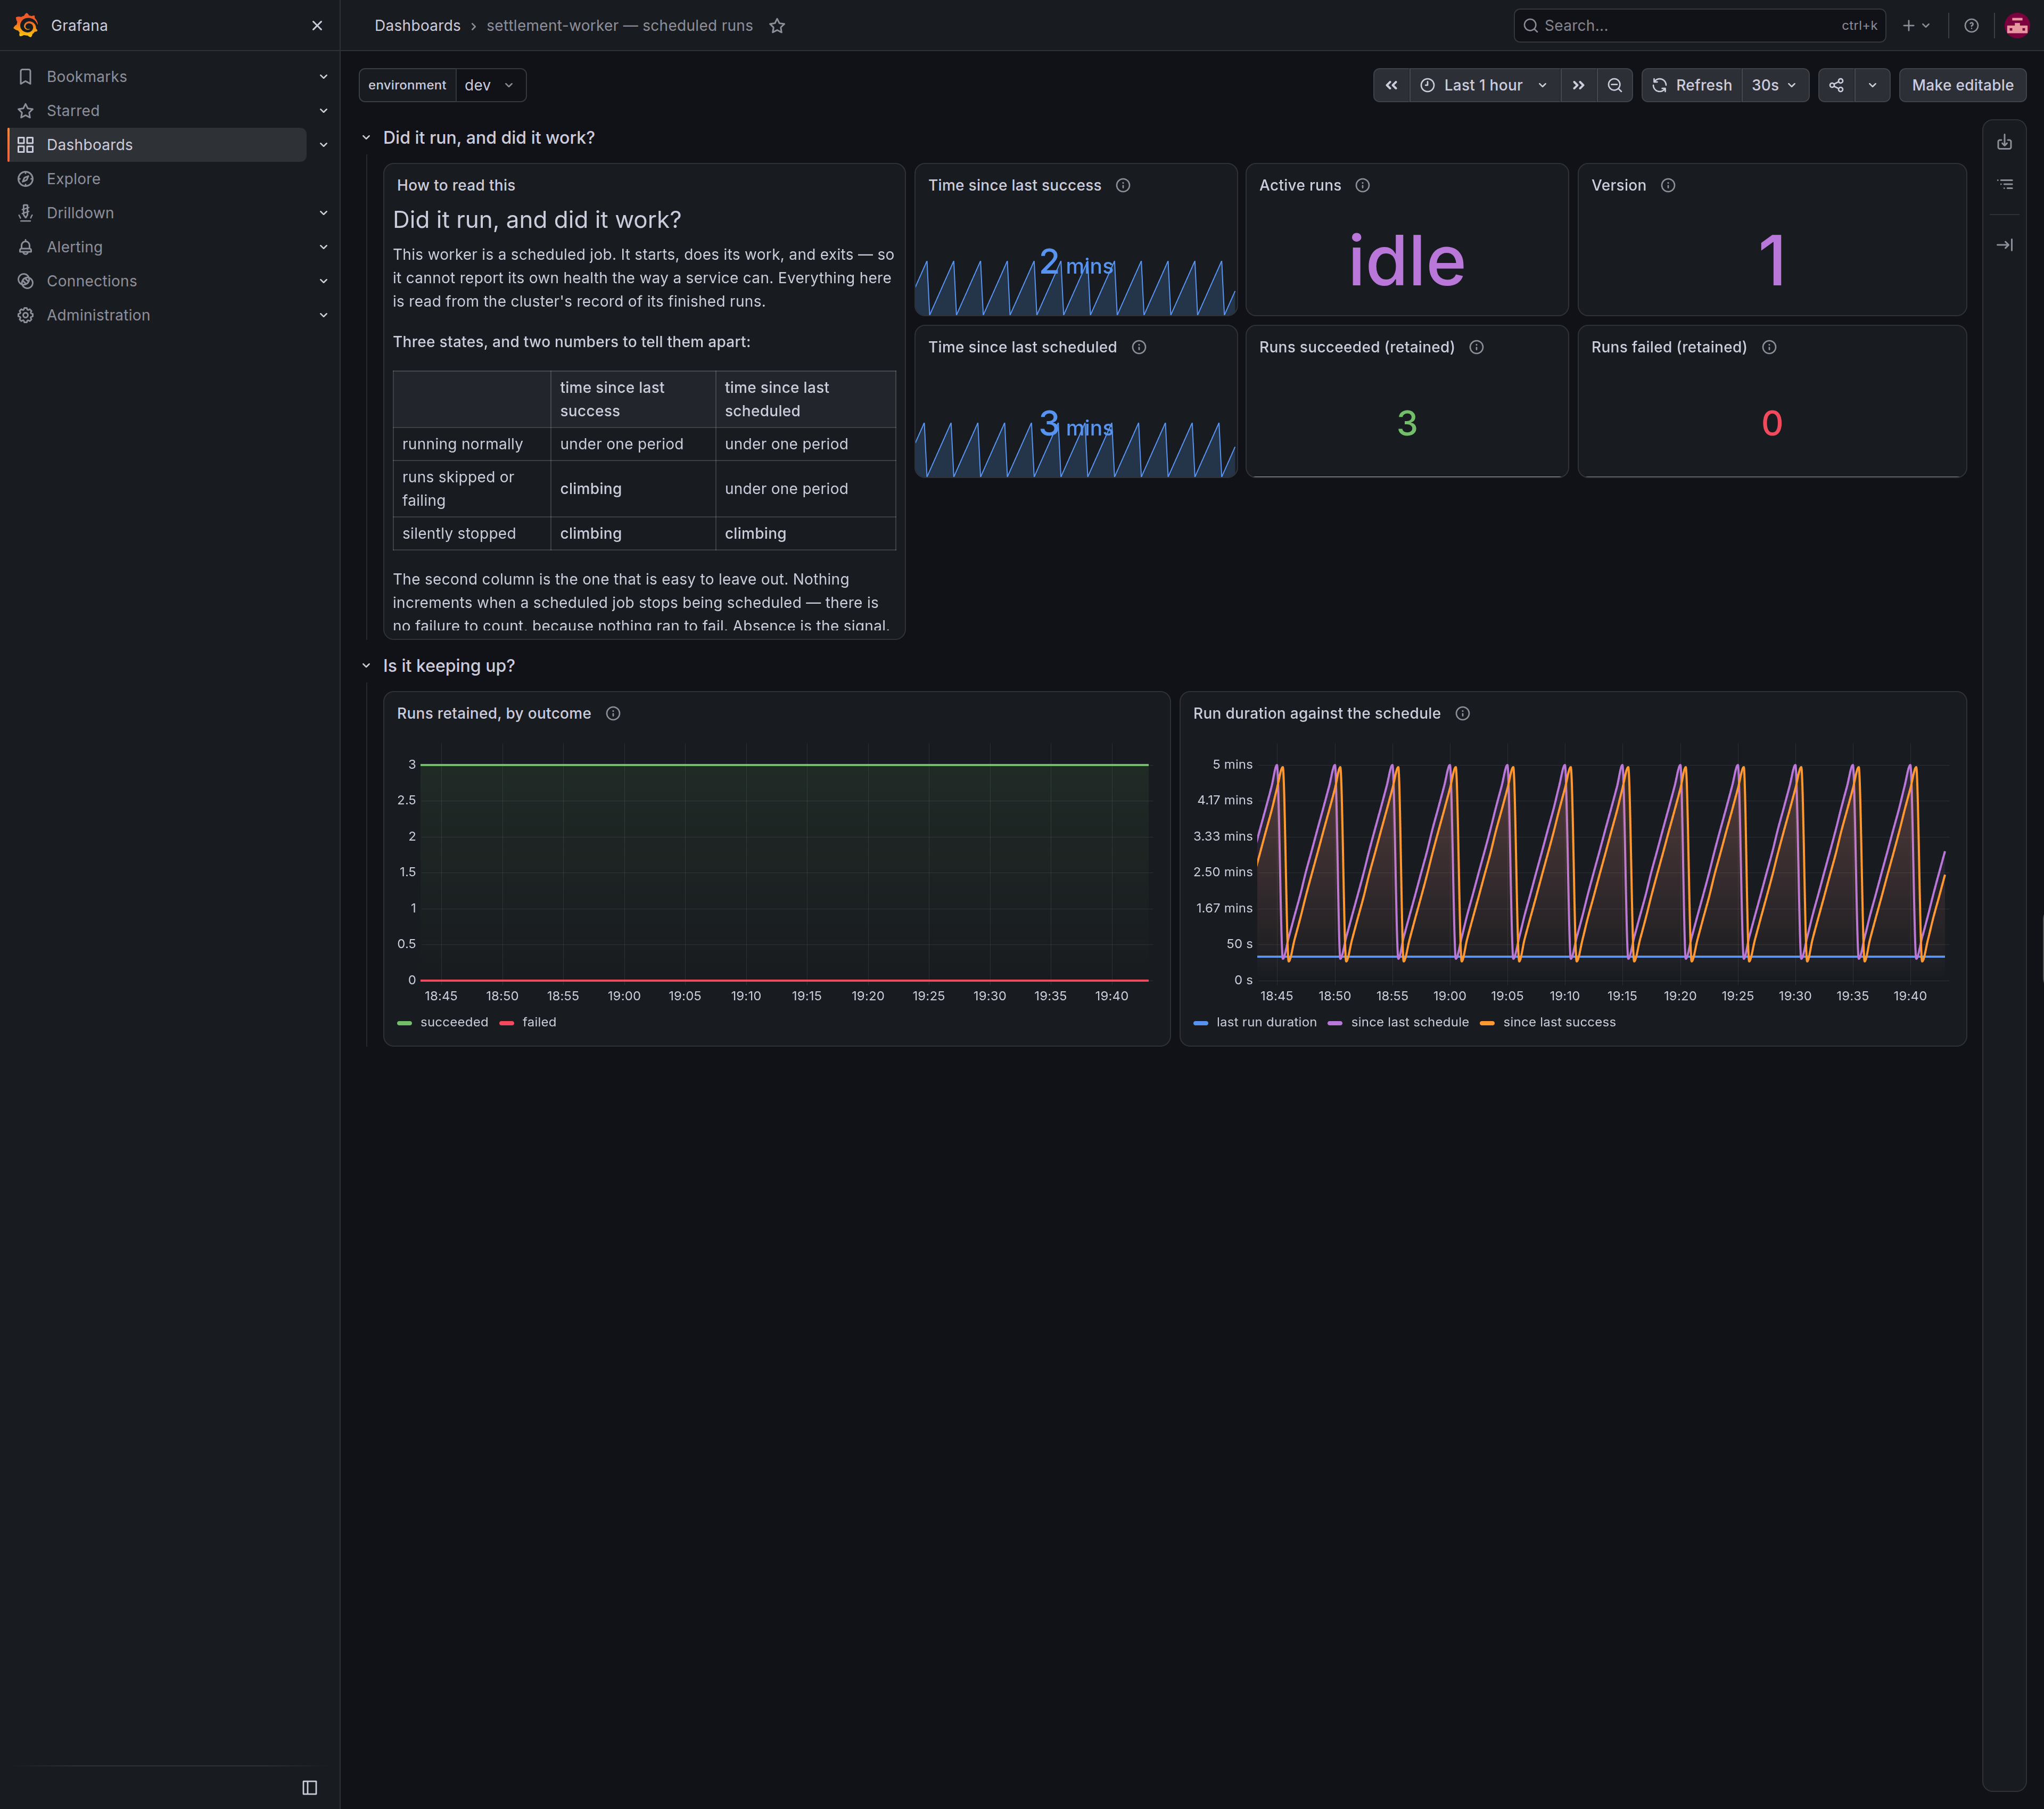 Grafana
Dashboards › settlement-worker — scheduled runs
Search...
ctrl+k
Bookmarks
Starred
Dashboards
Explore
Drilldown
Alerting
Connections
Administration
environment
dev
Last 1 hour
Refresh
30s
Make editable
Did it run, and did it work?
How to read this
Did it run, and did it work?
This worker is a scheduled job. It starts, does its work, and exits — so
it cannot report its own health the way a service can. Everything here
is read from the cluster's record of its finished runs.
Three states, and two numbers to tell them apart:
time since last
success
time since last
scheduled
running normally
under one period
under one period
runs skipped or
failing
climbing
under one period
silently stopped
climbing
climbing
The second column is the one that is easy to leave out. Nothing
increments when a scheduled job stops being scheduled — there is
no failure to count, because nothing ran to fail. Absence is the signal.
Time since last success
2 mins
Active runs
idle
Version
1
Time since last scheduled
3 mins
Runs succeeded (retained)
3
Runs failed (retained)
0
Is it keeping up?
Runs retained, by outcome
3
2.5
2
1.5
1
0.5
0
18:45 18:50 18:55 19:00 19:05 19:10 19:15 19:20 19:25 19:30 19:35 19:40
succeeded failed
Run duration against the schedule
5 mins
4.17 mins
3.33 mins
2.50 mins
1.67 mins
50 s
0 s
18:45 18:50 18:55 19:00 19:05 19:10 19:15 19:20 19:25 19:30 19:35 19:40
last run duration since last schedule since last success